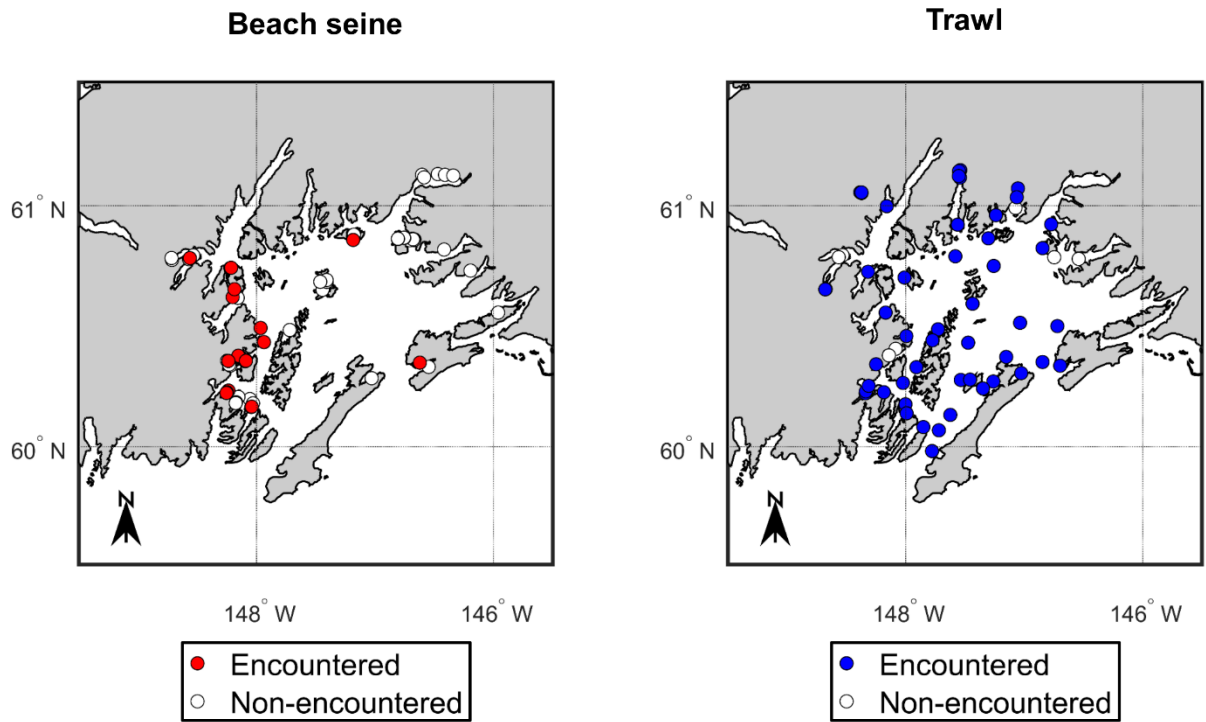 Beach seine
Trawl
61° N
60° N
N
148° W
146° W
Encountered
Non-encountered
61° N
60° N
N
148° W
146° W
Encountered
Non-encountered